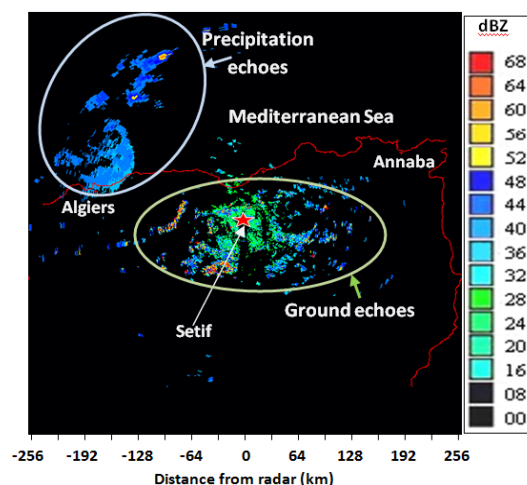 Precipitation
echoes
Mediterranean Sea
Annaba
Algiers
Setif
Ground echoes
dBZ
68
64
60
56
52
48
44
40
36
32
28
24
20
16
08
00
-256 -192 -128 -64 0 64 128 192 256
Distance from radar (km)